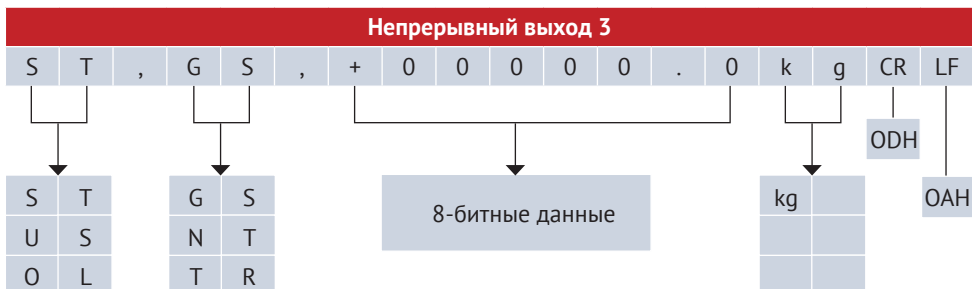 Непрерывный выход 3
S T , G S , + 0 0 0 0 0 . 0 k g CR LF
ODH
S T G S 8-битные данные kg OAH
U S N T
O L T R